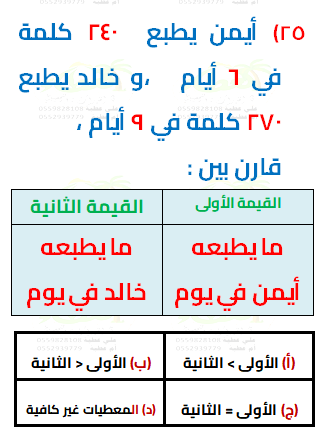 ٢٥) أيمن يطبع ٢٤٠ كلمة
في ٦ أيام ،و خالد يطبع
٢٧٠ كلمة في ٩ أيام ،
قارن بين :
القيمة الأولى
القيمة الثانية
ما يطبعه
أيمن في يوم
ما يطبعه
خالد في يوم
(أ) الأولى > الثانية
(ب) الأولى < الثانية
(ج) الأولى = الثانية
(د) المعطيات غير كافية